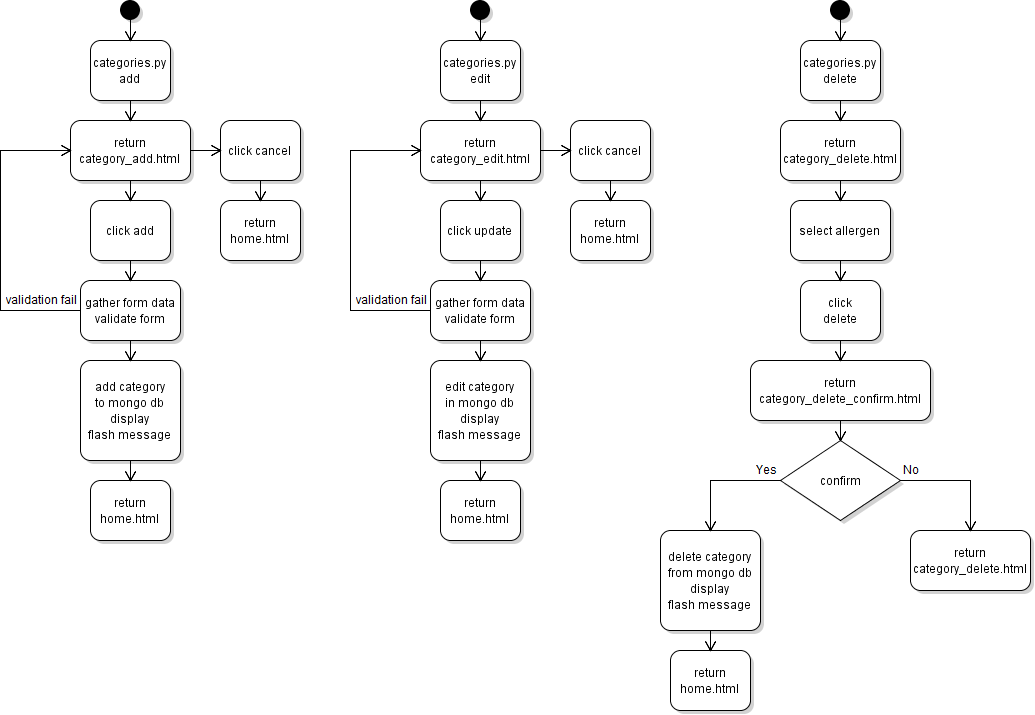 categories.py
add
return
category_add.html
click cancel
return
home.html
click add
validation fail
gather form data
validate form
add category
to mongo db
display
flash message
return
home.html
categories.py
edit
return
category_edit.html
click cancel
return
home.html
click update
validation fail
gather form data
validate form
edit category
in mongo db
display
flash message
return
home.html
categories.py
delete
return
category_delete.html
select allergen
click
delete
return
category_delete_confirm.html
confirm
Yes
No
delete category
from mongo db
display
flash message
return
home.html
return
category_delete.html